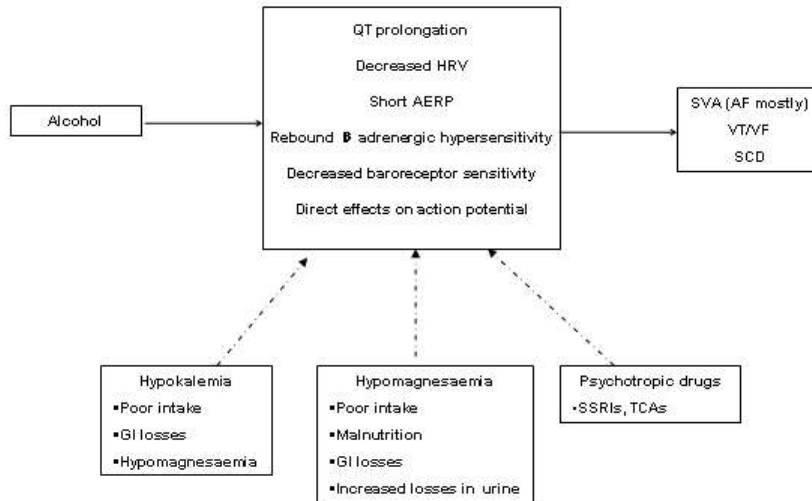 QT prolongation
Decreased HRV
Short AERP
Rebound B adrenergic hypersensitivity
Decreased baroreceptor sensitivity
Direct effects on action potential
Alcohol
SVA (AF mostly)
VT/VF
SCD
Hypokalemia
▪Poor intake
▪GI losses
▪Hypomagnesaemia
Hypomagnesaemia
▪Poor intake
▪Malnutrition
▪GI losses
▪Increased losses in urine
Psychotropic drugs
▪SSRIs, TCAs